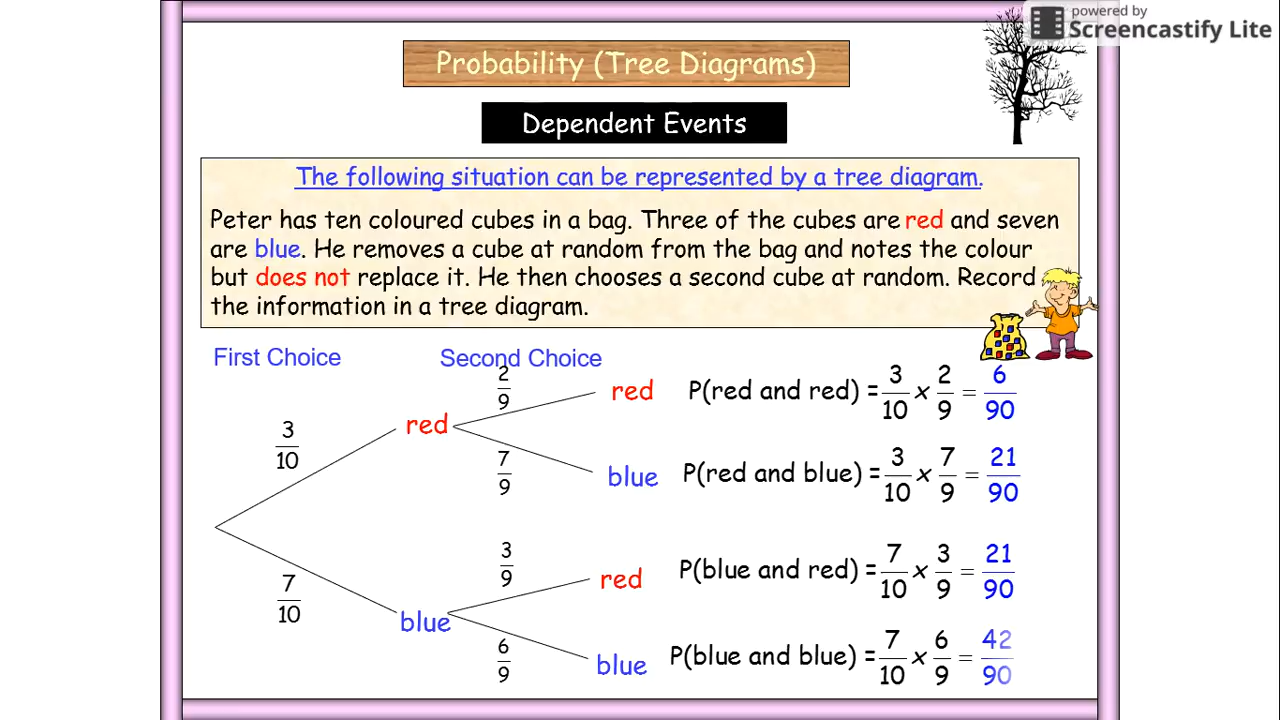 powered by
Screencastify Lite
Probability (Tree Diagrams)
Dependent Events
The following situation can be represented by a tree diagram.
Peter has ten coloured cubes in a bag. Three of the cubes are red and seven
are blue. He removes a cube at random from the bag and notes the colour
but does not replace it. He then chooses a second cube at random. Record
the information in a tree diagram.
First Choice
Second Choice
3/10
red
2/9
red
P(red and red) = 3/10 x 2/9 = 6/90
7/9
blue
P(red and blue) = 3/10 x 7/9 = 21/90
7/10
blue
3/9
red
P(blue and red) = 7/10 x 3/9 = 21/90
6/9
blue
P(blue and blue) = 7/10 x 6/9 = 42/90